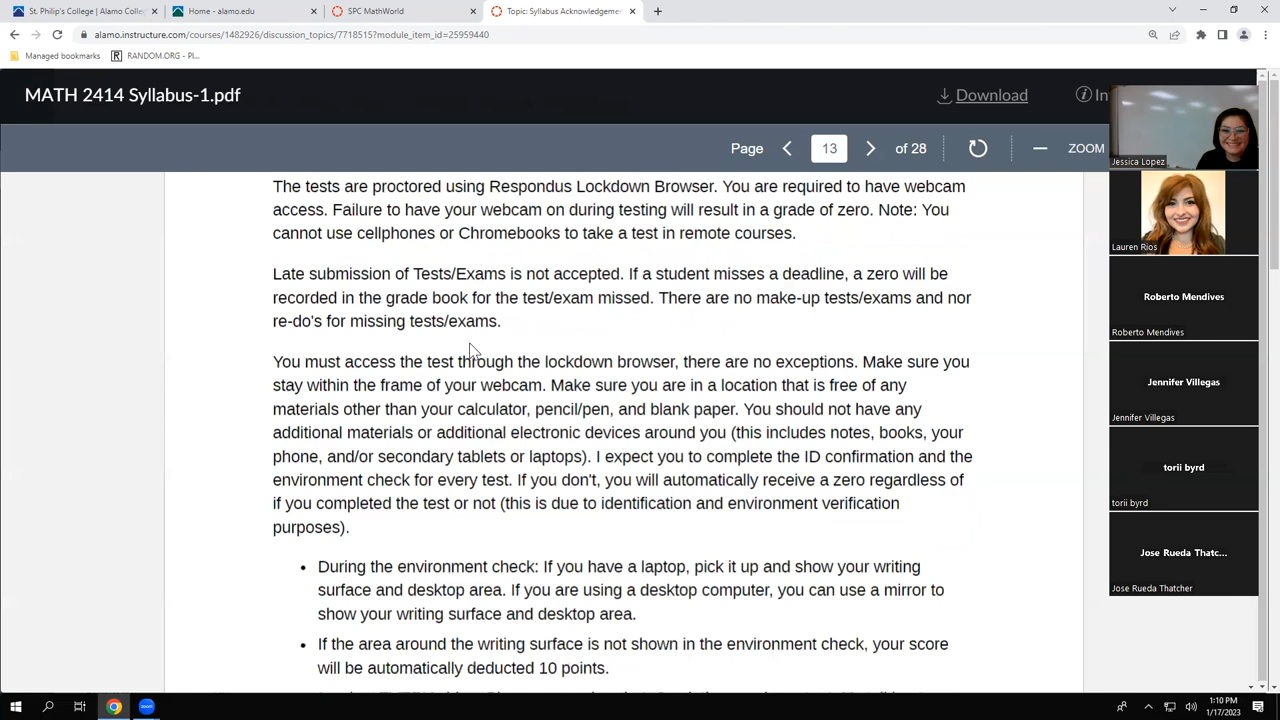 St. Philip's College | Alamo Colleg
Home - alamo.edu
SPC MathWorld
Topic: Syllabus Acknowledgemen
alamo.instructure.com/courses/1482926/discussion_topics/7718515?module_item_id=25959440
Managed bookmarks
RANDOM.ORG - Pl...
MATH 2414 Syllabus-1.pdf
Download
In
Page
13
of 28
ZOOM
The tests are proctored using Respondus Lockdown Browser. You are required to have webcam
access. Failure to have your webcam on during testing will result in a grade of zero. Note: You
cannot use cellphones or Chromebooks to take a test in remote courses.
Late submission of Tests/Exams is not accepted. If a student misses a deadline, a zero will be
recorded in the grade book for the test/exam missed. There are no make-up tests/exams and nor
re-do's for missing tests/exams.
You must access the test through the lockdown browser, there are no exceptions. Make sure you
stay within the frame of your webcam. Make sure you are in a location that is free of any
materials other than your calculator, pencil/pen, and blank paper. You should not have any
additional materials or additional electronic devices around you (this includes notes, books, your
phone, and/or secondary tablets or laptops). I expect you to complete the ID confirmation and the
environment check for every test. If you don't, you will automatically receive a zero regardless of
if you completed the test or not (this is due to identification and environment verification
purposes).
• During the environment check: If you have a laptop, pick it up and show your writing
surface and desktop area. If you are using a desktop computer, you can use a mirror to
show your writing surface and desktop area.
• If the area around the writing surface is not shown in the environment check, your score
will be automatically deducted 10 points.
Jessica Lopez
Lauren Rios
Roberto Mendives
Roberto Mendives
Jennifer Villegas
Jennifer Villegas
torii byrd
torii byrd
Jose Rueda Thatc...
Jose Rueda Thatcher
1:10 PM
1/17/2023